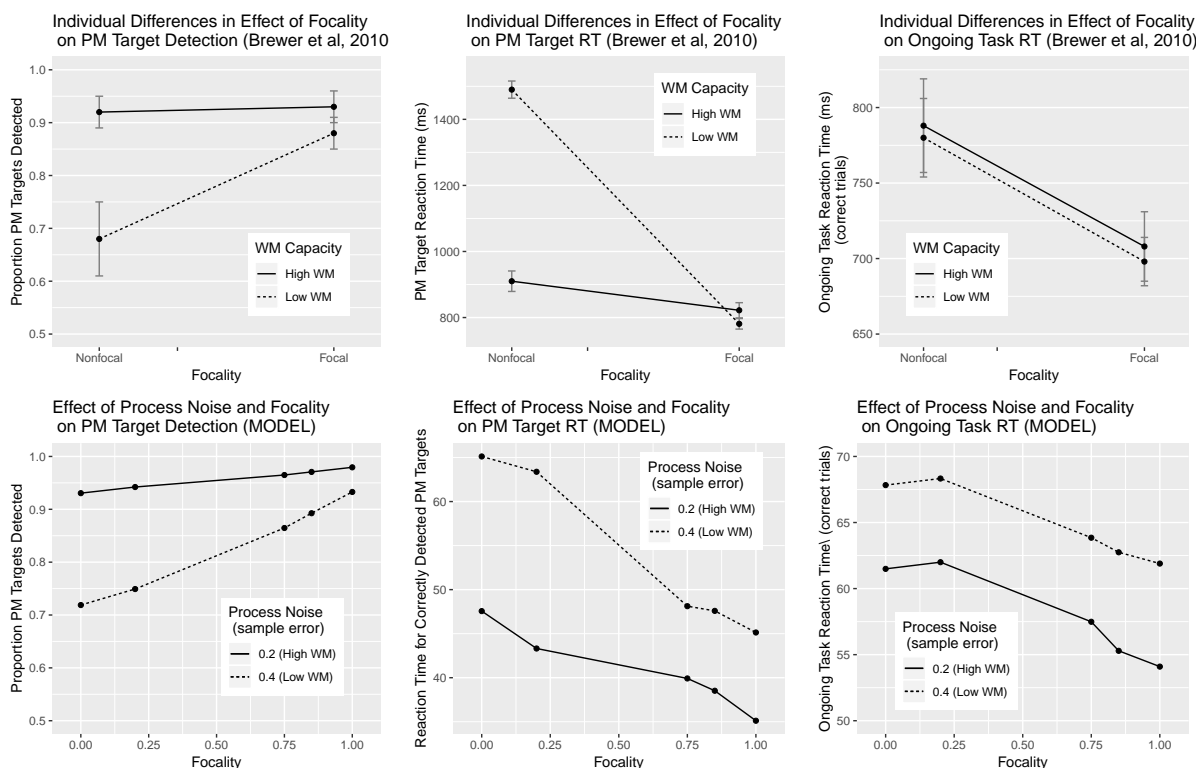 Individual Differences in Effect of Focality
on PM Target Detection (Brewer et al, 2010
Proportion PM Targets Detected
1.0
0.9
0.8
0.7
0.6
0.5
WM Capacity
High WM
Low WM
Nonfocal
Focal
Focality
Individual Differences in Effect of Focality
on PM Target RT (Brewer et al, 2010)
PM Target Reaction Time (ms)
1400
1200
1000
800
WM Capacity
High WM
Low WM
Nonfocal
Focal
Focality
Individual Differences in Effect of Focality
on Ongoing Task RT (Brewer et al, 2010)
Ongoing Task Reaction Time (ms)
(correct trials)
800
750
700
650
WM Capacity
High WM
Low WM
Nonfocal
Focal
Focality
Effect of Process Noise and Focality
on PM Target Detection (MODEL)
Proportion PM Targets Detected
1.0
0.9
0.8
0.7
0.6
0.5
Process Noise
(sample error)
0.2 (High WM)
0.4 (Low WM)
0.00 0.25 0.50 0.75 1.00
Focality
Effect of Process Noise and Focality
on PM Target RT (MODEL)
Reaction Time for Correctly Detected PM Targets
60
50
40
Process Noise
(sample error)
0.2 (High WM)
0.4 (Low WM)
0.00 0.25 0.50 0.75 1.00
Focality
Effect of Process Noise and Focality
on Ongoing Task RT (MODEL)
Ongoing Task Reaction Time\ (correct trials)
70
65
60
55
50
Process Noise
(sample error)
0.2 (High WM)
0.4 (Low WM)
0.00 0.25 0.50 0.75 1.00
Focality